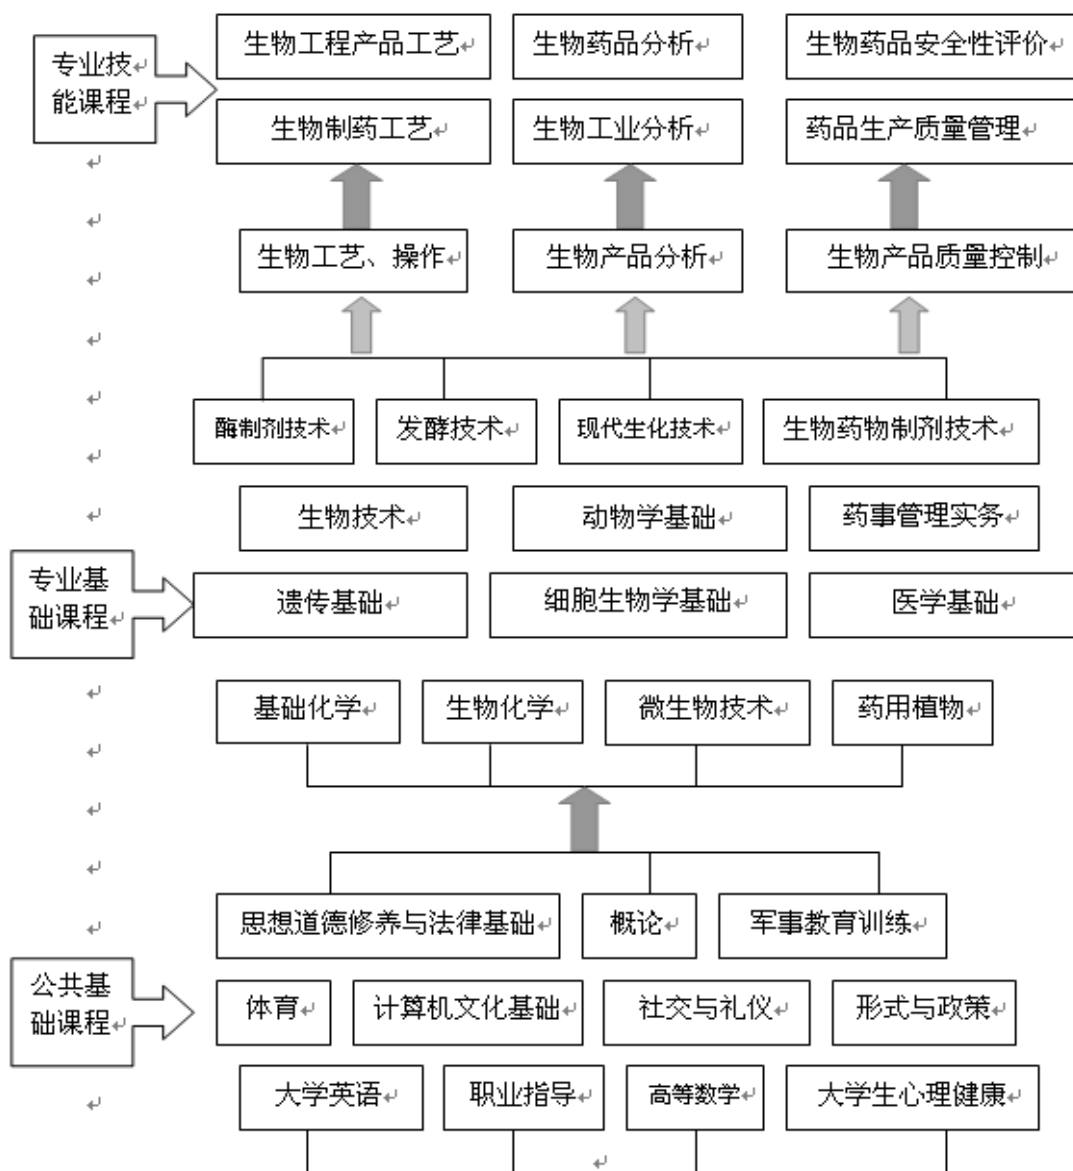 生物工程产品工艺
生物药品分析
生物药品安全性评价
专业技
能课程
生物制药工艺
生物工业分析
药品生产质量管理
生物工艺、操作
生物产品分析
生物产品质量控制
酶制剂技术
发酵技术
现代生化技术
生物药物制剂技术
生物技术
动物学基础
药事管理实务
专业基
础课程
遗传基础
细胞生物学基础
医学基础
基础化学
生物化学
微生物技术
药用植物
思想道德修养与法律基础
概论
军事教育训练
公共基
础课程
体育
计算机文化基础
社交与礼仪
形式与政策
大学英语
职业指导
高等数学
大学生心理健康